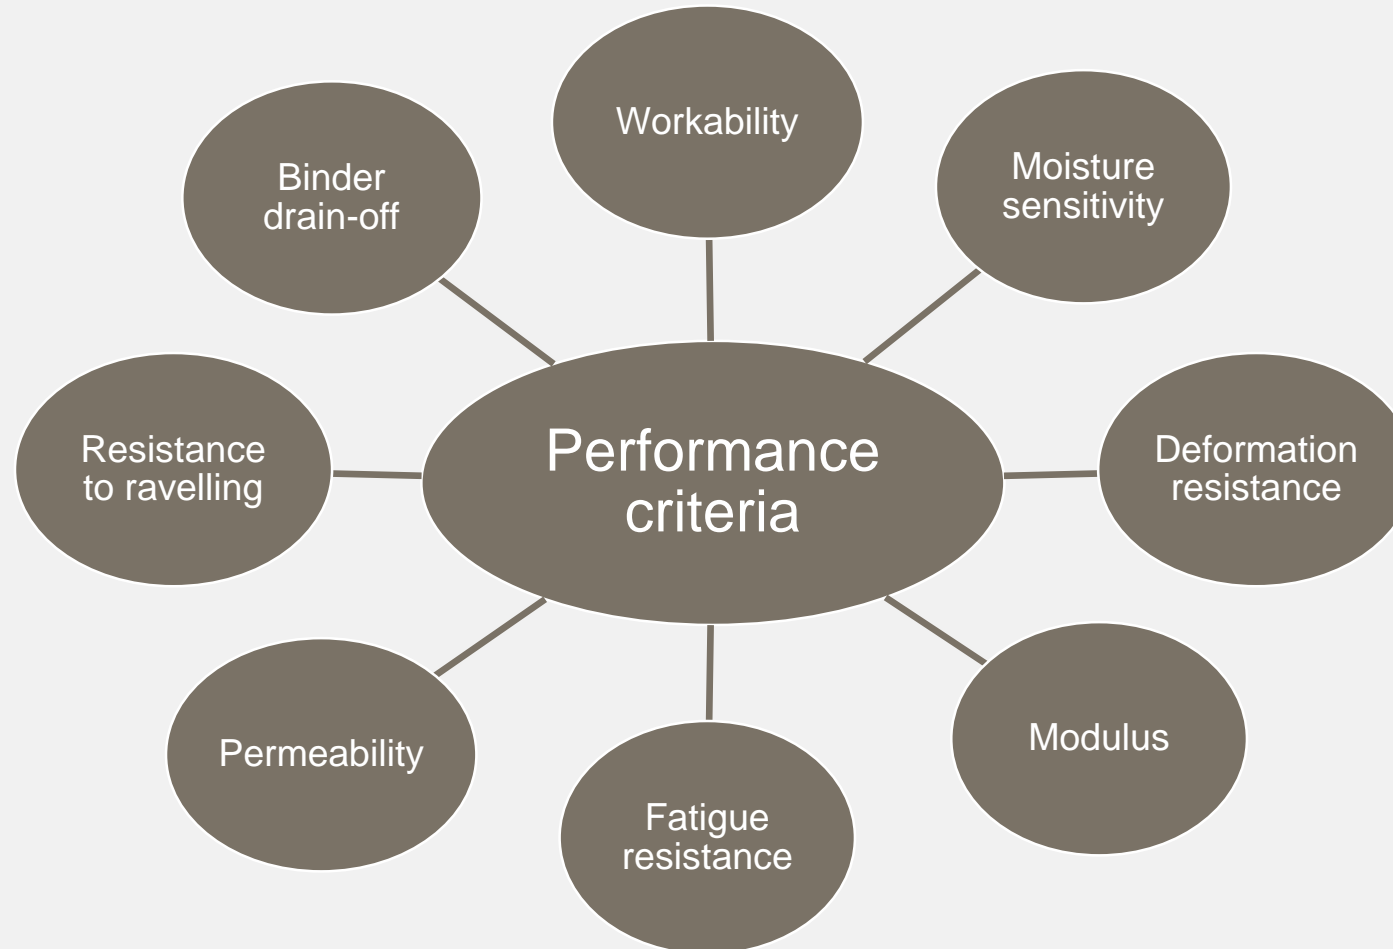 Workability
Binder
drain-off
Moisture
sensitivity
Resistance
to ravelling
Performance
criteria
Deformation
resistance
Permeability
Modulus
Fatigue
resistance